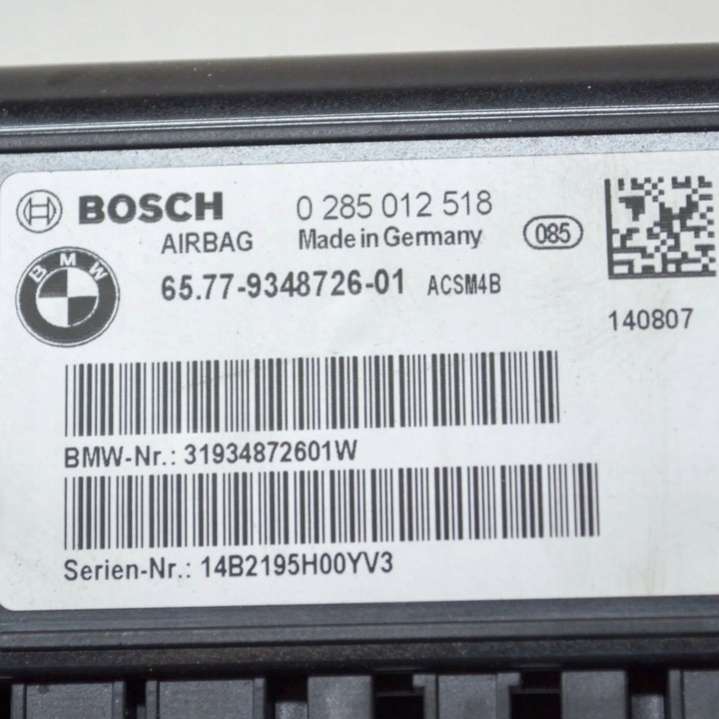 BOSCH 0 285 012 518
AIRBAG Made in Germany 085
BMW
65.77-9348726-01 ACSM4B
140807
BMW-Nr.: 31934872601W
Serien-Nr.: 14B2195H00YV3